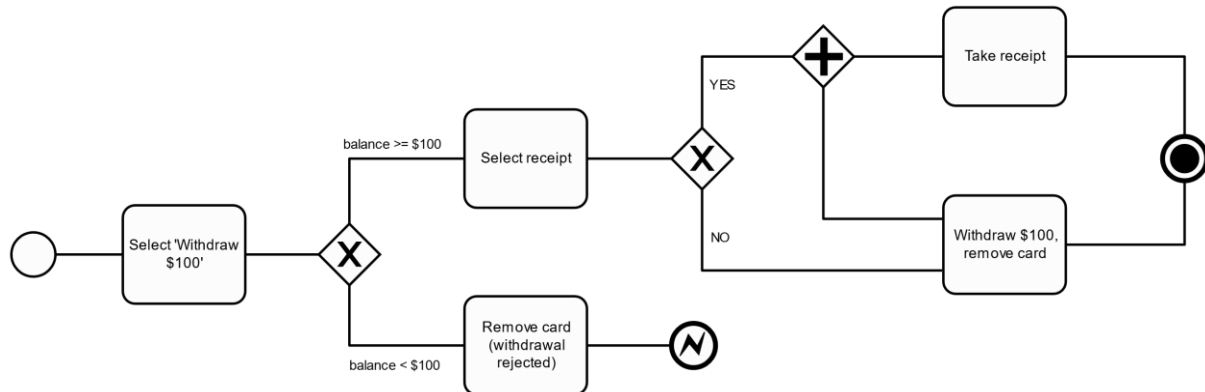 Take receipt
YES
balance >= $100
Select receipt
X
Select 'Withdraw
$100'
X
NO
Withdraw $100,
remove card
Remove card
(withdrawal
rejected)
balance < $100